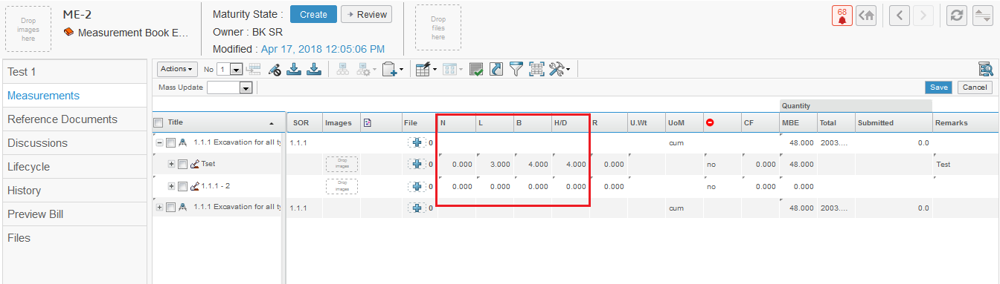 Drop images here
ME-2
Measurement Book E...
Maturity State : Create Review
Owner : BK SR
Modified : Apr 17, 2018 12:05:06 PM
Drop files here
68
Test 1
Measurements
Reference Documents
Discussions
Lifecycle
History
Preview Bill
Files
Actions No 1
Mass Update Save Cancel
Quantity
Title SOR Images File N L B H/D R U.Wt UoM CF MBE Total Submitted Remarks
1.1.1 Excavation for all ty 1.1.1 0 cum 48.000 2003.... 0.0
Tset Drop images 0 0.000 3.000 4.000 4.000 0.000 no 0.000 48.000 Test
1.1.1 - 2 Drop images 0 0.000 0.000 0.000 0.000 0.000 no 0.000 0.000
1.1.1 Excavation for all ty 1.1.1 0 cum 48.000 2003.... 0.0